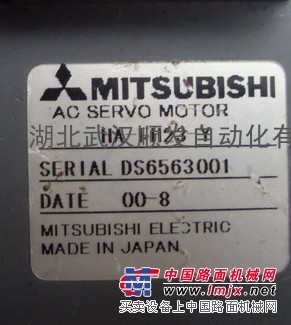 MITSUBISHI
AC SERVO MOTOR
湖北武汉顺发自动化有
SERIAL DS6563001
DATE 00-8
MITSUBISHI ELECTRIC
MADE IN JAPAN
中国路面机械网
www.lmjx.net
买卖设备上中国路面机械网